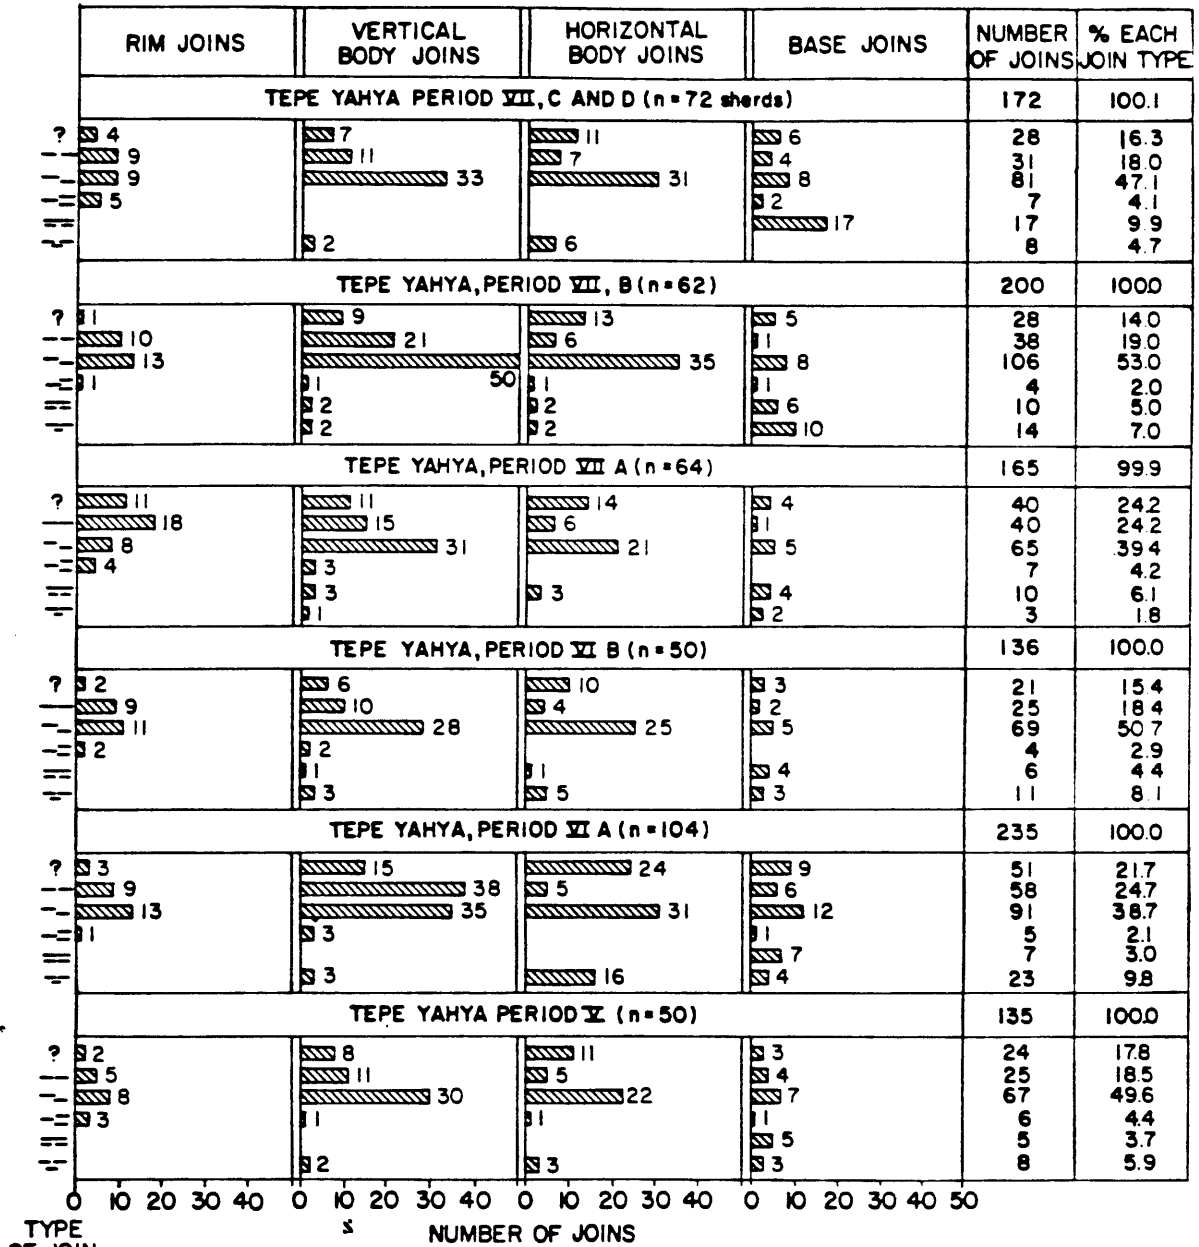 RIM JOINS VERTICAL BODY JOINS HORIZONTAL BODY JOINS BASE JOINS NUMBER OF JOINS % EACH JOIN TYPE
TEPE YAHYA PERIOD VII, C AND D (n=72 sherds) 172 100.1
? 4 7 11 6 28 16.3
-- 9 11 7 4 31 18.0
-_ 9 33 31 8 81 47.1
-= 5 2 7 4.1
== 17 17 9.9
2 6 8 4.7
TEPE YAHYA, PERIOD VII, B (n=62) 200 100.0
? 1 9 13 5 28 14.0
-- 10 21 6 1 38 19.0
-_ 13 50 35 8 106 53.0
-= 1 1 1 1 4 2.0
== 2 2 6 10 5.0
2 2 10 14 7.0
TEPE YAHYA, PERIOD VII A (n=64) 165 99.9
? 11 11 14 4 40 24.2
-- 18 15 6 1 40 24.2
-_ 8 31 21 5 65 39.4
-= 4 3 7 4.2
== 3 3 4 10 6.1
1 2 3 1.8
TEPE YAHYA, PERIOD VI B (n=50) 136 100.0
? 2 6 10 3 21 15.4
-- 9 10 4 2 25 18.4
-_ 11 28 25 5 69 50.7
-= 2 2 4 2.9
== 1 1 4 6 4.4
3 5 3 11 8.1
TEPE YAHYA, PERIOD VI A (n=104) 235 100.0
? 3 15 24 9 51 21.7
-- 9 38 5 6 58 24.7
-_ 13 35 31 12 91 38.7
-= 1 3 1 5 2.1
== 7 7 3.0
3 16 4 23 9.8
TEPE YAHYA PERIOD V (n=50) 135 100.0
? 2 8 11 3 24 17.8
-- 5 11 5 4 25 18.5
-_ 8 30 22 7 67 49.6
-= 3 1 1 1 6 4.4
== 5 5 3.7
2 3 3 8 5.9
0 10 20 30 40 0 10 20 30 40 0 10 20 30 40 0 10 20 30 40 50
TYPE NUMBER OF JOINS
OF JOIN